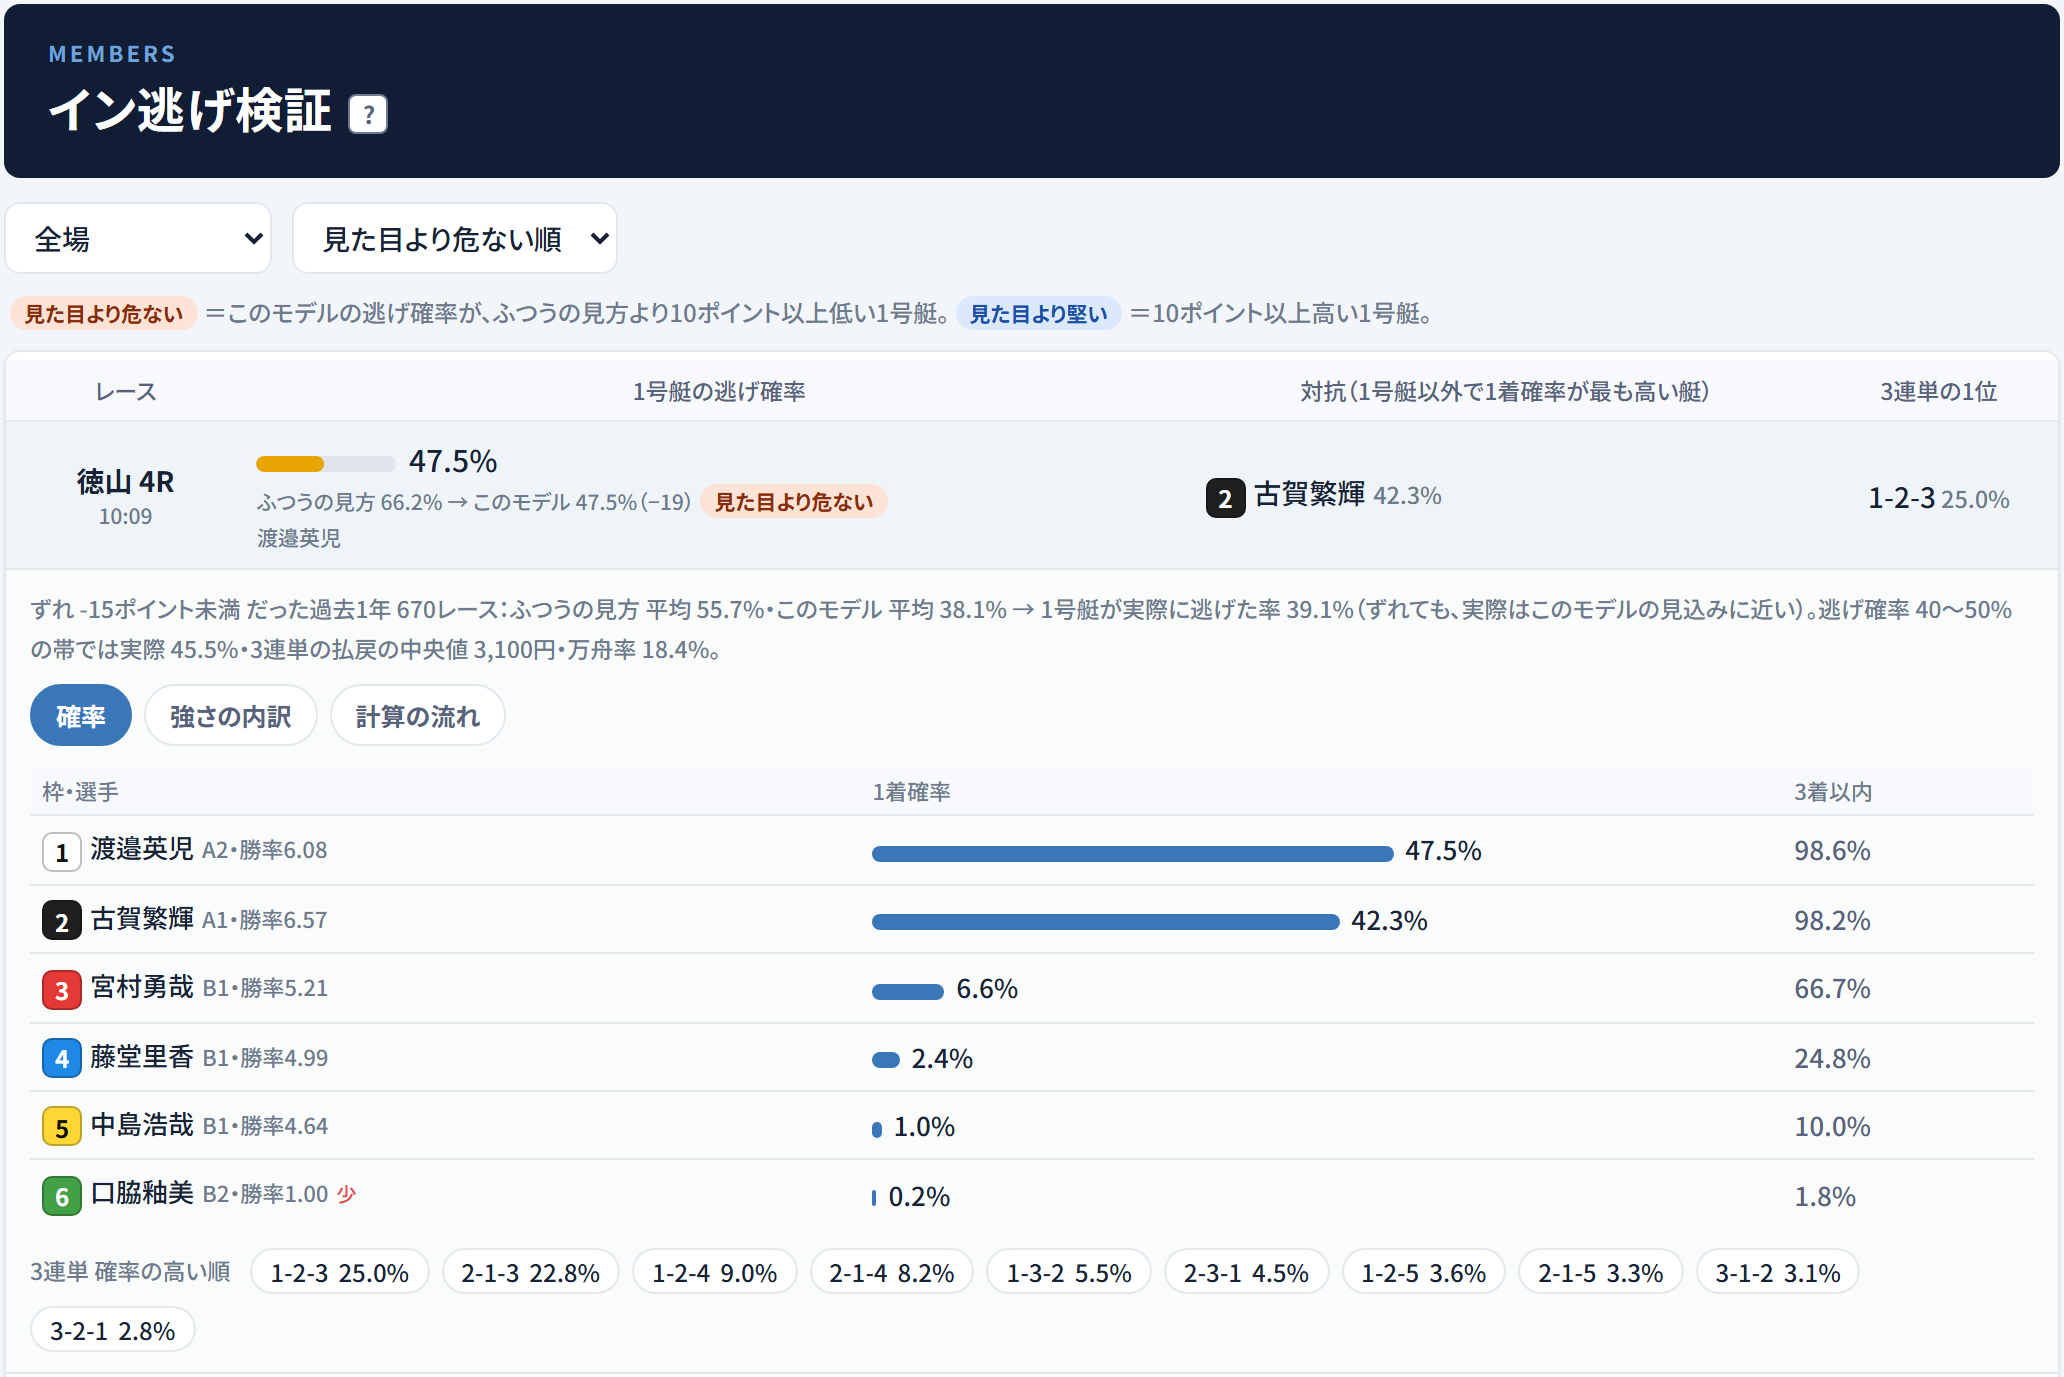 MEMBERS
イン逃げ検証 ?
全場 見た目より危ない順
見た目より危ない ＝このモデルの逃げ確率が、ふつうの見方より10ポイント以上低い1号艇。 見た目より堅い ＝10ポイント以上高い1号艇。
レース 1号艇の逃げ確率 対抗（1号艇以外で1着確率が最も高い艇） 3連単の1位
徳山 4R
10:09
47.5%
ふつうの見方 66.2% → このモデル 47.5%（−19） 見た目より危ない
渡邉英児
2 古賀繁輝 42.3%
1-2-3 25.0%
ずれ -15ポイント未満 だった過去1年 670レース：ふつうの見方 平均 55.7%・このモデル 平均 38.1% → 1号艇が実際に逃げた率 39.1%（ずれても、実際はこのモデルの見込みに近い）。逃げ確率 40〜50%
の帯では実際 45.5%・3連単の払戻の中央値 3,100円・万舟率 18.4%。
確率 強さの内訳 計算の流れ
枠・選手 1着確率 3着以内
1 渡邉英児 A2・勝率6.08 47.5% 98.6%
2 古賀繁輝 A1・勝率6.57 42.3% 98.2%
3 宮村勇哉 B1・勝率5.21 6.6% 66.7%
4 藤堂里香 B1・勝率4.99 2.4% 24.8%
5 中島浩哉 B1・勝率4.64 1.0% 10.0%
6 口脇釉美 B2・勝率1.00 少 0.2% 1.8%
3連単 確率の高い順 1-2-3 25.0% 2-1-3 22.8% 1-2-4 9.0% 2-1-4 8.2% 1-3-2 5.5% 2-3-1 4.5% 1-2-5 3.6% 2-1-5 3.3% 3-1-2 3.1%
3-2-1 2.8%